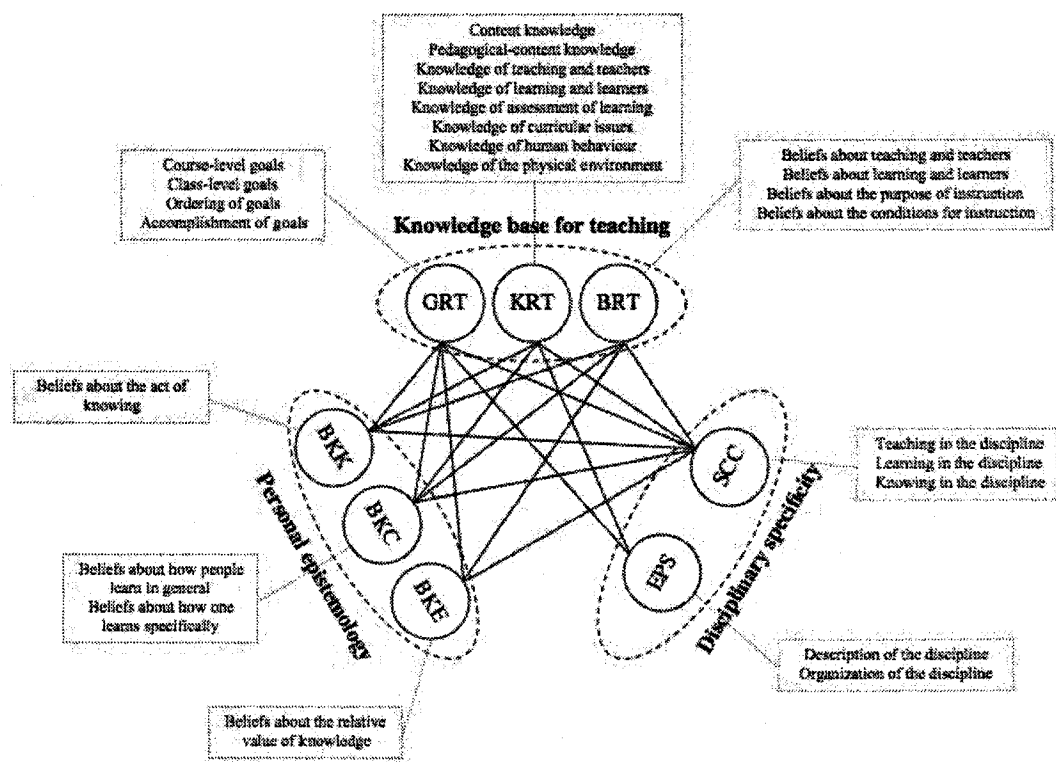 Content knowledge
Pedagogical-content knowledge
Knowledge of teaching and teachers
Knowledge of learning and learners
Knowledge of assessment of learning
Knowledge of curricular issues
Knowledge of human behaviour
Knowledge of the physical environment
Course-level goals
Class-level goals
Ordering of goals
Accomplishment of goals
Beliefs about teaching and teachers
Beliefs about learning and learners
Beliefs about the purpose of instruction
Beliefs about the conditions for instruction
Knowledge base for teaching
GRT
KRT
BRT
Beliefs about the act of
knowing
BKK
BKC
BKE
Personal epistemology
SCC
EPS
Disciplinary specificity
Teaching in the discipline
Learning in the discipline
Knowing in the discipline
Beliefs about how people
learn in general
Beliefs about how one
learns specifically
Description of the discipline
Organization of the discipline
Beliefs about the relative
value of knowledge